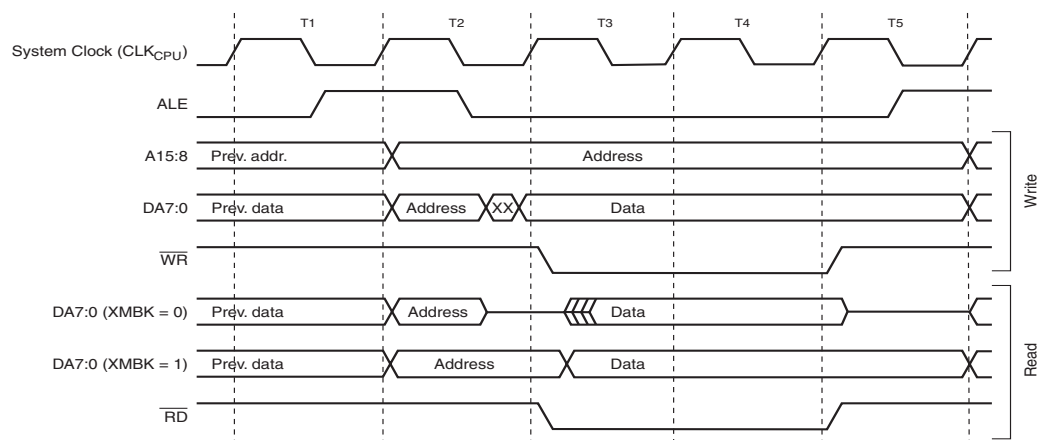 T1 T2 T3 T4 T5
System Clock (CLKCPU)
ALE
A15:8 Prev. addr. Address
DA7:0 Prev. data Address XX Data
WR
Write
DA7:0 (XMBK = 0) Prev. data Address Data
DA7:0 (XMBK = 1) Prev. data Address Data
RD
Read